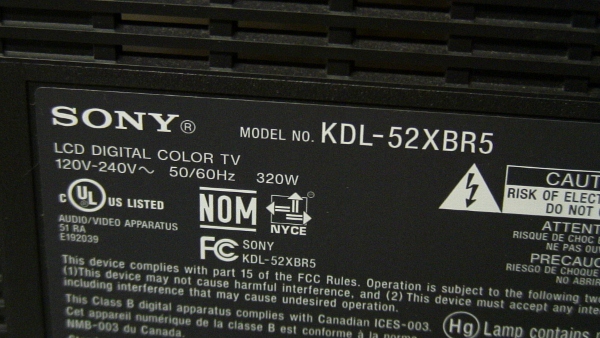 SONY® MODEL NO. KDL-52XBR5
LCD DIGITAL COLOR TV
120V-240V~ 50/60Hz 320W
C UL US LISTED
AUDIO/VIDEO APPARATUS
51 RA
E192039
NOM
NYCE
FC SONY
KDL-52XBR5
CAUT
RISK OF ELECT
DO NOT
ATTENT
RISQUE DE CHOC
NE PAS OUV
PRECAUC
RIESGO DE CHOQUE
NO ABRIR
This device complies with part 15 of the FCC Rules. Operation is subject to the following two
(1)This device may not cause harmful interference, and (2) This device must accept any inte
including interference that may cause undesired operation.
This Class B digital apparatus complies with Canadian ICES-003.
Cet appareil numérique de la classe B est conforme à la norme
NMB-003 du Canada.
Hg Lamp contains m